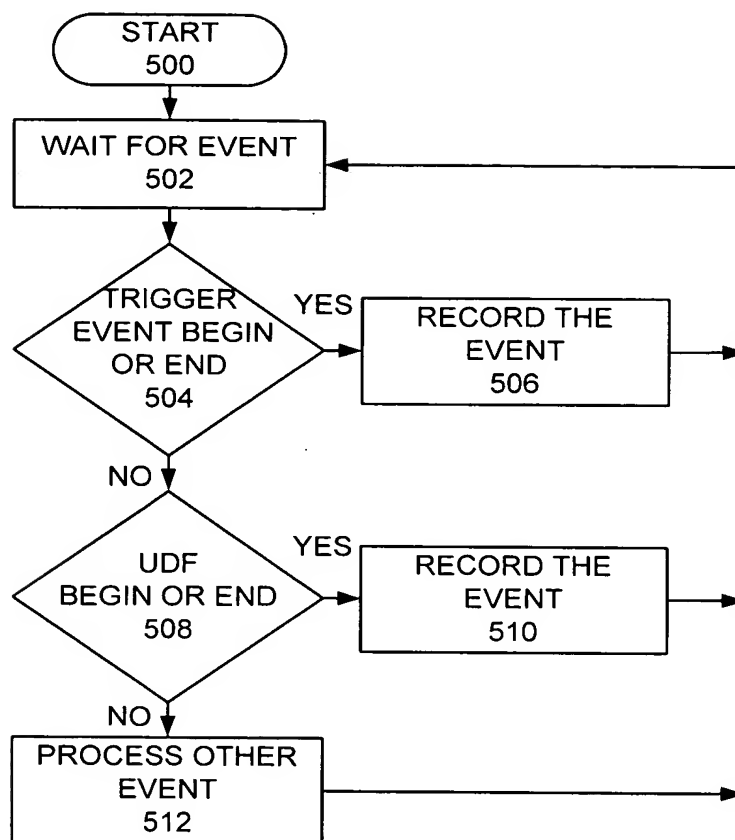 START
500
WAIT FOR EVENT
502
TRIGGER
EVENT BEGIN
OR END
504
YES
RECORD THE
EVENT
506
NO
UDF
BEGIN OR END
508
YES
RECORD THE
EVENT
510
NO
PROCESS OTHER
EVENT
512